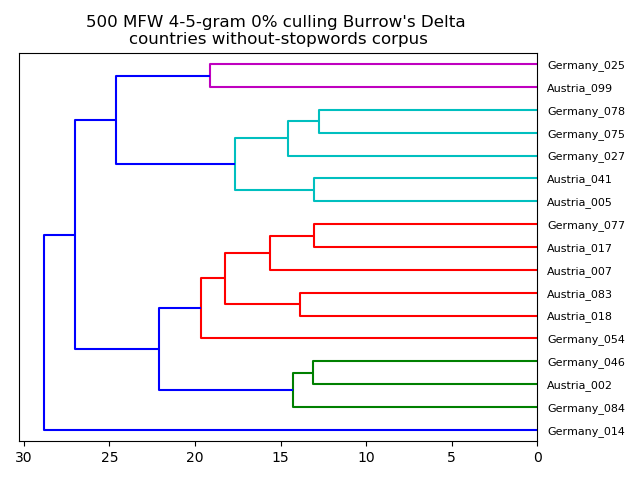 500 MFW 4-5-gram 0% culling Burrow's Delta
countries without-stopwords corpus
Germany_025
Austria_099
Germany_078
Germany_075
Germany_027
Austria_041
Austria_005
Germany_077
Austria_017
Austria_007
Austria_083
Austria_018
Germany_054
Germany_046
Austria_002
Germany_084
Germany_014
30 25 20 15 10 5 0